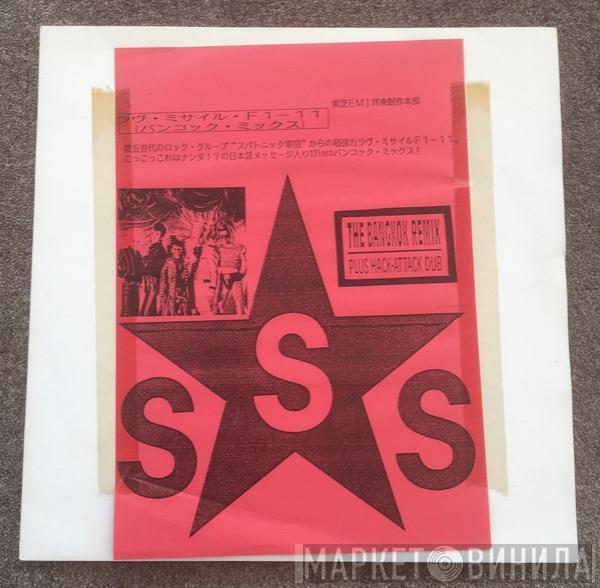 東芝EMI洋楽制作本部
ラヴ・ミサイル・F1-11
(バンコック・ミックス)
第五世代のロック・グループ“スパトニック軍団”からの超強力ラヴ・ミサイルF1-11。
こっこっこれはナンダ!?の日本語メッセージ入り12inchバンコック・ミックス!
THE BANGKOK REMIX
PLUS HACK-ATTACK DUB
S
S S
МАРКЕТ ВИНИЛА